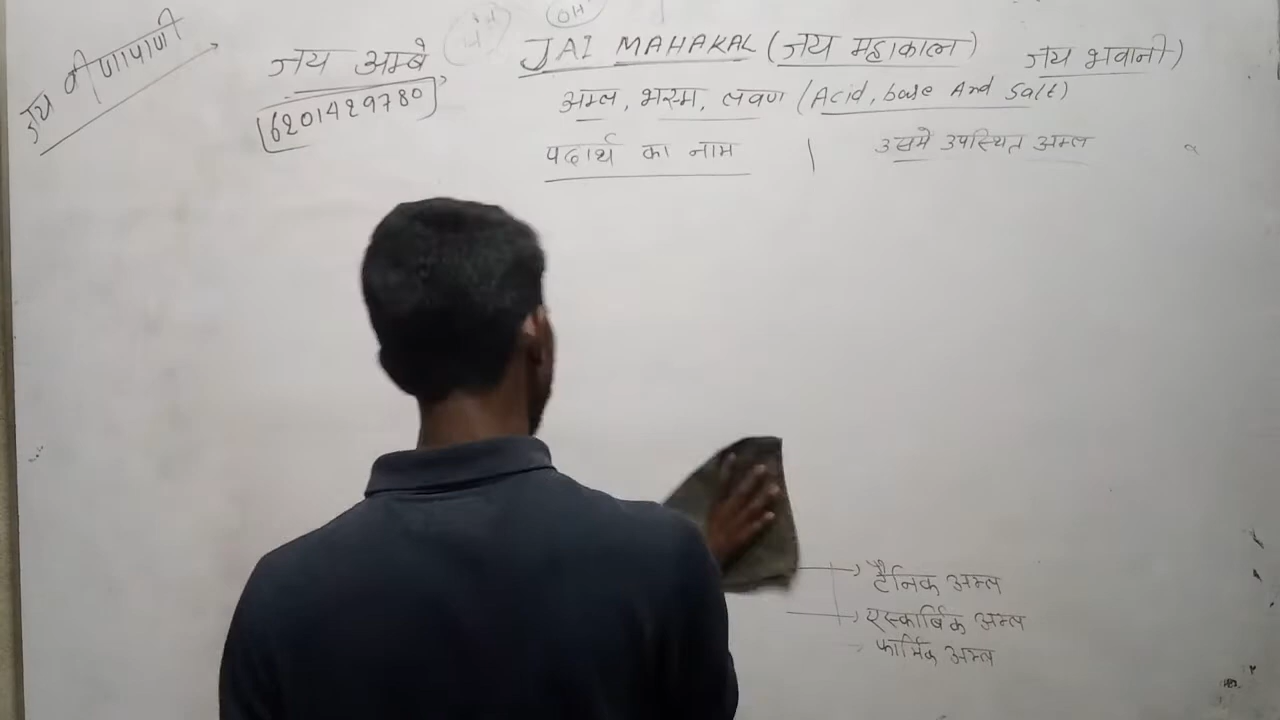 जय वीणापाणी
OH
जय अम्बे
JAI MAHAKAL (जय महाकाल) जय भवानी)
6201429780
अम्ल, भस्म, लवण (Acid, base And Salt)
पदार्थ का नाम | उसमे उपस्थित अम्ल
टैनिक अम्ल
एस्कार्बिक अम्ल
फार्मिक अम्ल